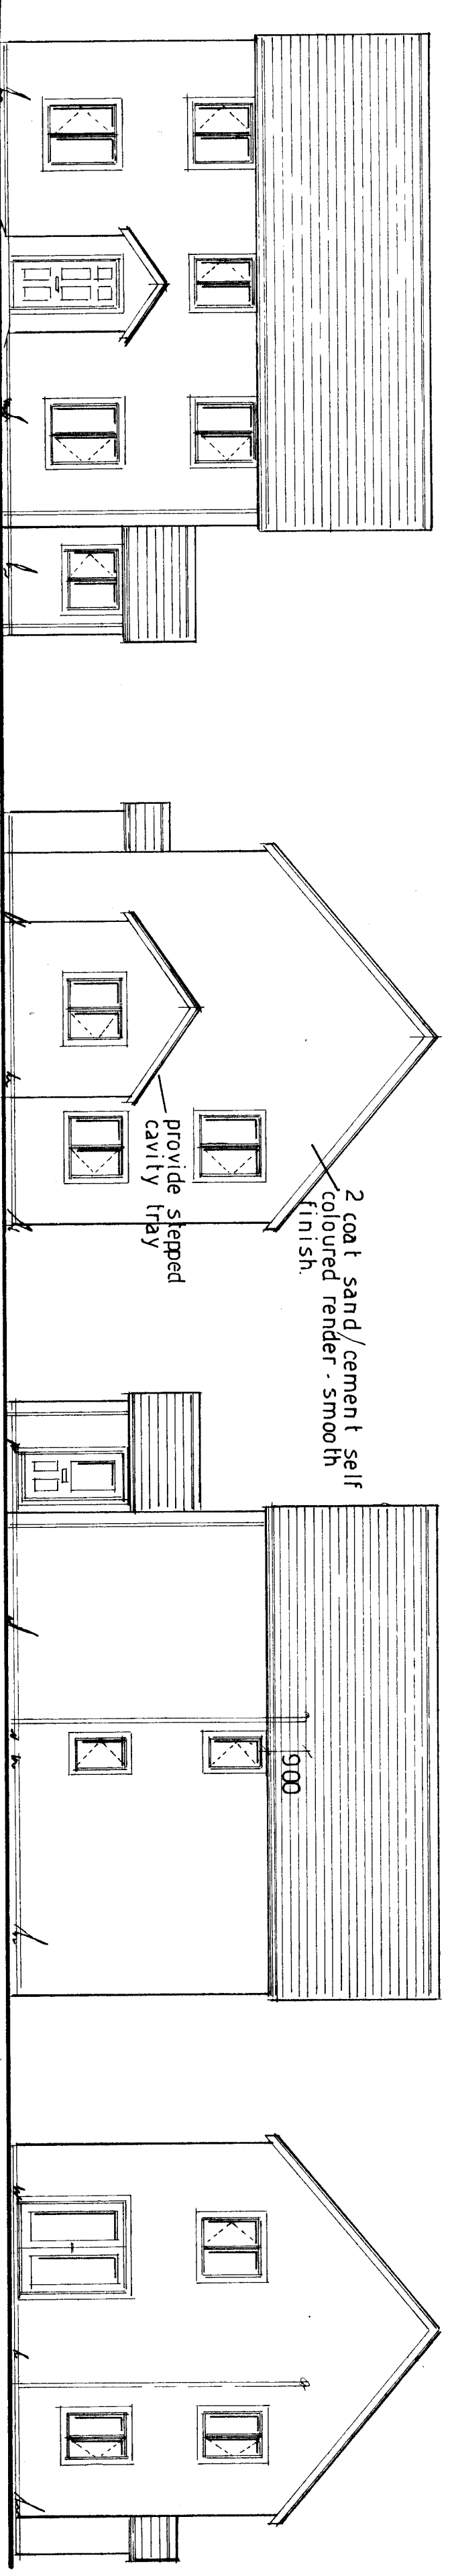 2 coat sand/cement self
coloured render - smooth
finish.
provide stepped
cavity tray
900